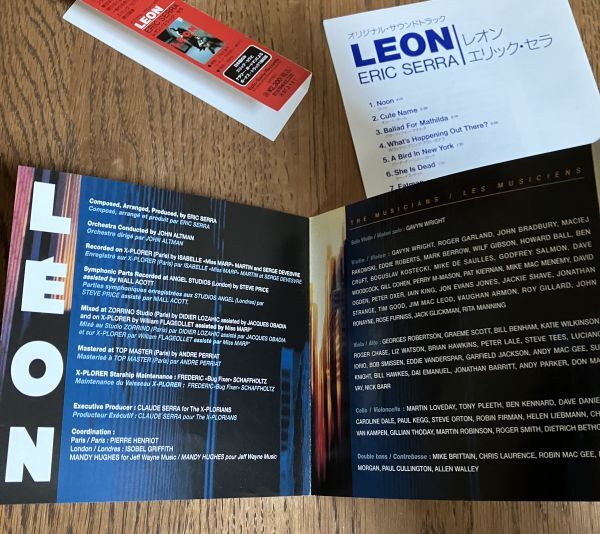 LEON
ERIC SERRA
オリジナル・サウンドトラック
LEON レオン
ERIC SERRA エリック・セラ
1. Noon
2. Cute Name
3. Ballad For Mathilda
4. What's Happening Out There?
5. A Bird In New York
6. She Is Dead
7. Fatman
LÉON
Composed, Arranged, Produced, by ERIC SERRA
Composé, arrangé et produit par ERIC SERRA
Orchestra Conducted by JOHN ALTMAN
Orchestre dirigé par JOHN ALTMAN
Recorded on X-PLORER (Paris) by ISABELLE «Miss MARP» MARTIN and SERGE DEVESVRE
Enregistré sur X-PLORER (Paris) par ISABELLE «Miss MARP» MARTIN et SERGE DEVESVRE
Symphonic Parts Recorded at ANGEL STUDIOS (London) by STEVE PRICE
assisted by NIALL ACOTT
Parties symphoniques enregistrées aux STUDIOS ANGEL (Londres) par
STEVE PRICE assisté par NIALL ACOTT.
Mixed at ZORRINO Studio (Paris) by DIDIER LOZAHIC assisted by JACQUES OBADIA
and on X-PLORER by William FLAGEOLLET assisted by Miss MARP
Mixé au Studio ZORRINO (Paris) par DIDIER LOZAHIC assisté par JACQUES OBADIA
et sur X-PLORER par William FLAGEOLLET assisté par Miss MARP
Mastered at TOP MASTER (Paris) by ANDRE PERRIAT
Masterisé à TOP MASTER (Paris) par ANDRE PERRIAT
X-PLORER Starship Maintenance : FREDERIC «Bug Fixer» SCHAFFHOLTZ
Maintenance du Vaisseau X-PLORER : FREDERIC «Bug Fixer» SCHAFFHOLTZ
Executive Producer : CLAUDE SERRA for The X-PLORIANS
Producteur Exécutif : CLAUDE SERRA pour The X-PLORIANS
Coordination :
Paris / Paris : PIERRE HENRIOT
London / Londres : ISOBEL GRIFFITH
MANDY HUGHES for Jeff Wayne Music / MANDY HUGHES pour Jeff Wayne Music
THE MUSICIANS / LES MUSICIENS
Solo Violin / Violon solo : GAVYN WRIGHT
Violin / Violon : GAVYN WRIGHT, ROGER GARLAND, JOHN BRADBURY, MACIEJ
RAKOWSKI, EDDIE ROBERTS, MARK BERROW, WILF GIBSON, HOWARD BALL, BEN
CRUFT, BOGUSLAV KOSTECKI, MIKE DE SAULLES, GODFREY SALMON, DAVE
WOODCOCK, GILL COHEN, PERRY M-MASON, PAT KIERNAN, MIKE MAC MENEMY, DAVID
OGDEN, PETER OXER, IAIN KING, JON EVANS JONES, JACKIE SHAVE, JONATHAN
STRANGE, TIM GOOD, JIM MAC LEOD, VAUGHAN ARMON, ROY GILLARD, JOHN
RONAYNE, ROSE FURNISS, JACK GLICKMAN, RITA MANNING
Viola / Alto : GEORGES ROBERTSON, GRAEME SCOTT, BILL BENHAM, KATIE WILKINSON,
ROGER CHASE, LIZ WATSON, BRIAN HAWKINS, PETER LALE, STEVE TEES, LUCIANO
IORIO, BOB SMISSEN, EDDIE VANDERSPAR, GARFIELD JACKSON, ANDY MAC GEE,
KNIGHT, BILL HAWKES, DAI EMANUEL, JONATHAN BARRITT, ANDY PARKER, DON
VAY, NICK BARR
Cello / Violoncelle : MARTIN LOVEDAY, TONY PLEETH, BEN KENNARD, DAVE DANIELS
CAROLINE DALE, PAUL KEGG, STEVE ORTON, ROBIN FIRMAN, HELEN LIEBMANN,
VAN KAMPEN, GILLIAN THODAY, MARTIN ROBINSON, ROGER SMITH, DIETRICH
Double bass / Contrebasse : MIKE BRITTAIN, CHRIS LAURENCE, ROBIN MAC GEE,
MORGAN, PAUL CULLINGTON, ALLEN WALLEY